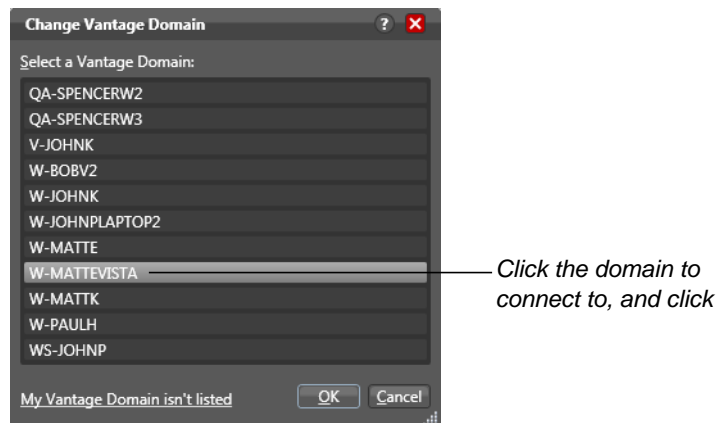 Change Vantage Domain
?
Select a Vantage Domain:
QA-SPENCERW2
QA-SPENCERW3
V-JOHNK
W-BOBV2
W-JOHNK
W-JOHNPLAPTOP2
W-MATTE
W-MATTEVISTA
W-MATTK
W-PAULH
WS-JOHNP
My Vantage Domain isn't listed
OK
Cancel
Click the domain to
connect to, and click